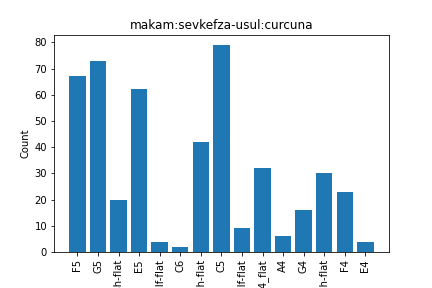 makam:sevkefza-usul:curcuna
80
70
60
50
40
30
20
10
0
Count
F5
G5
h-flat
E5
lf-flat
C6
h-flat
C5
lf-flat
4_flat
A4
G4
h-flat
F4
E4